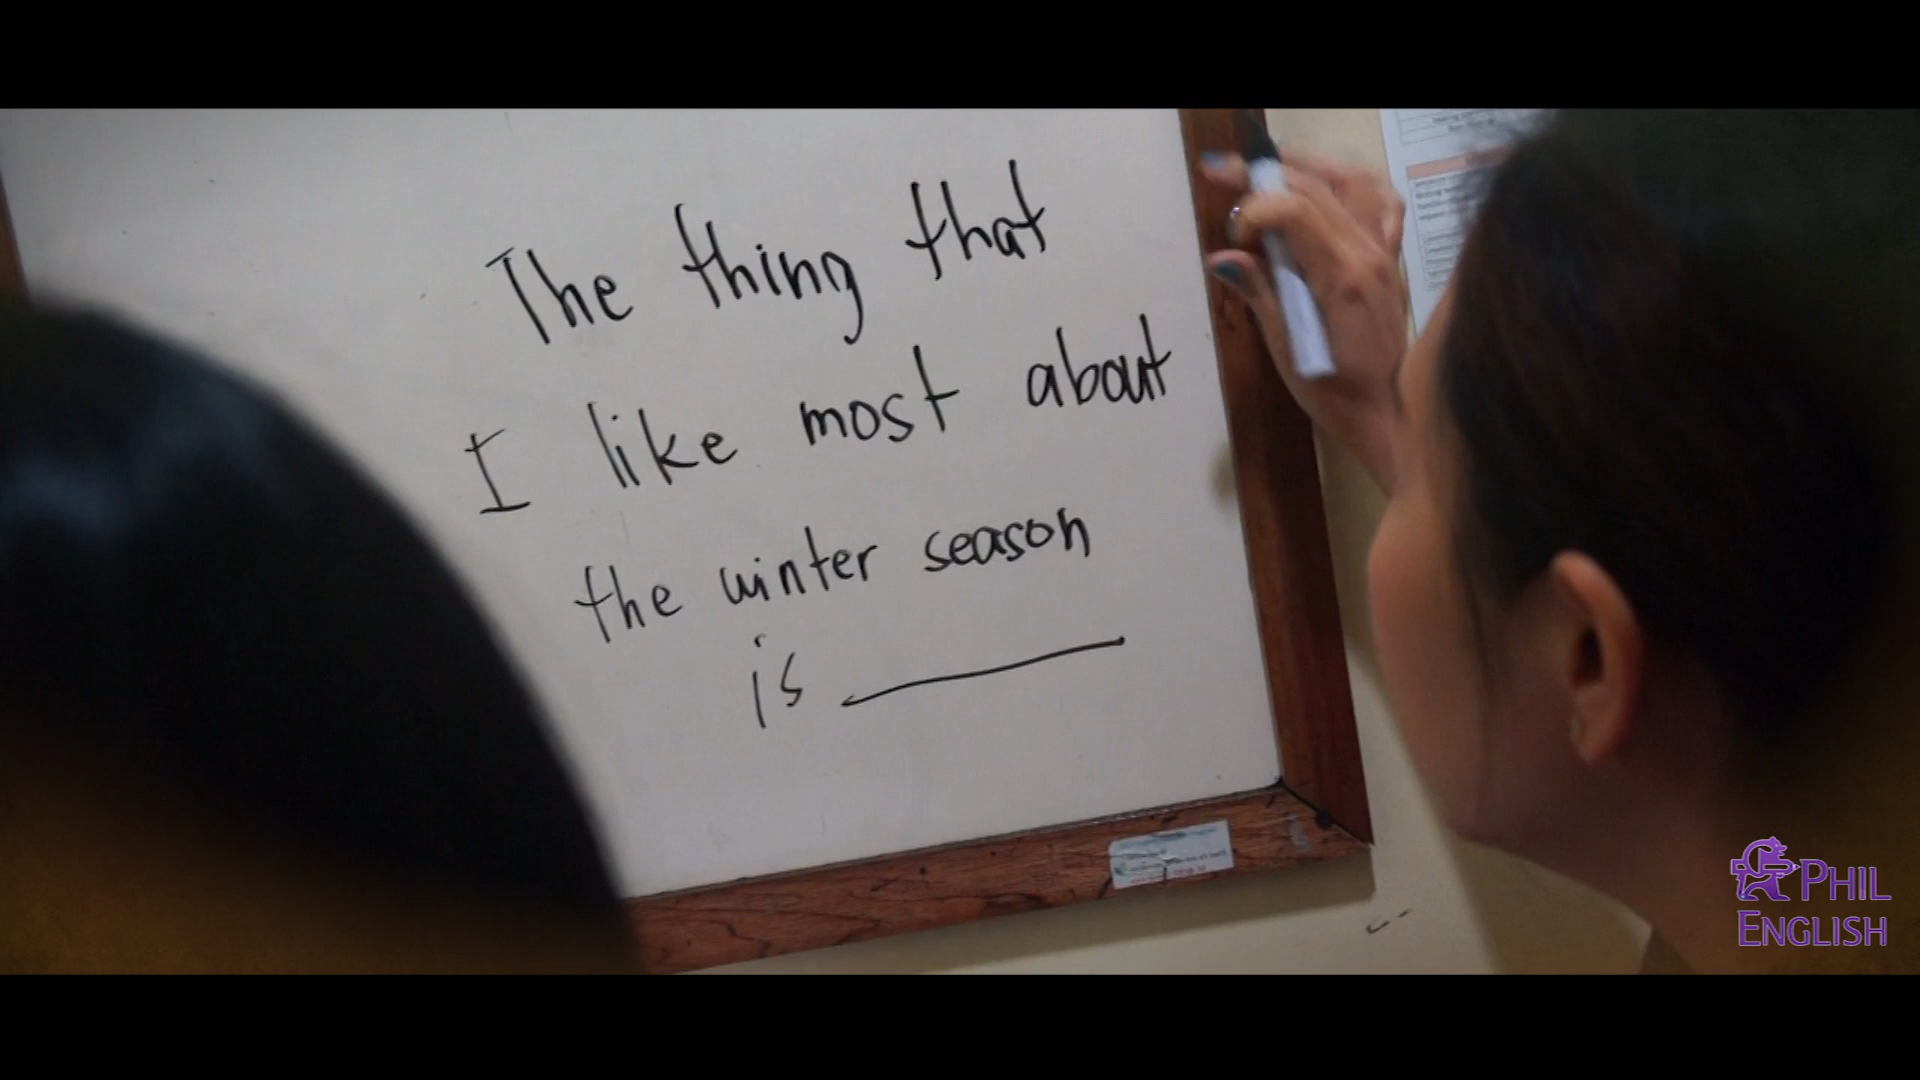 The thing that
I like most about
the winter season
is ______
PHIL
ENGLISH